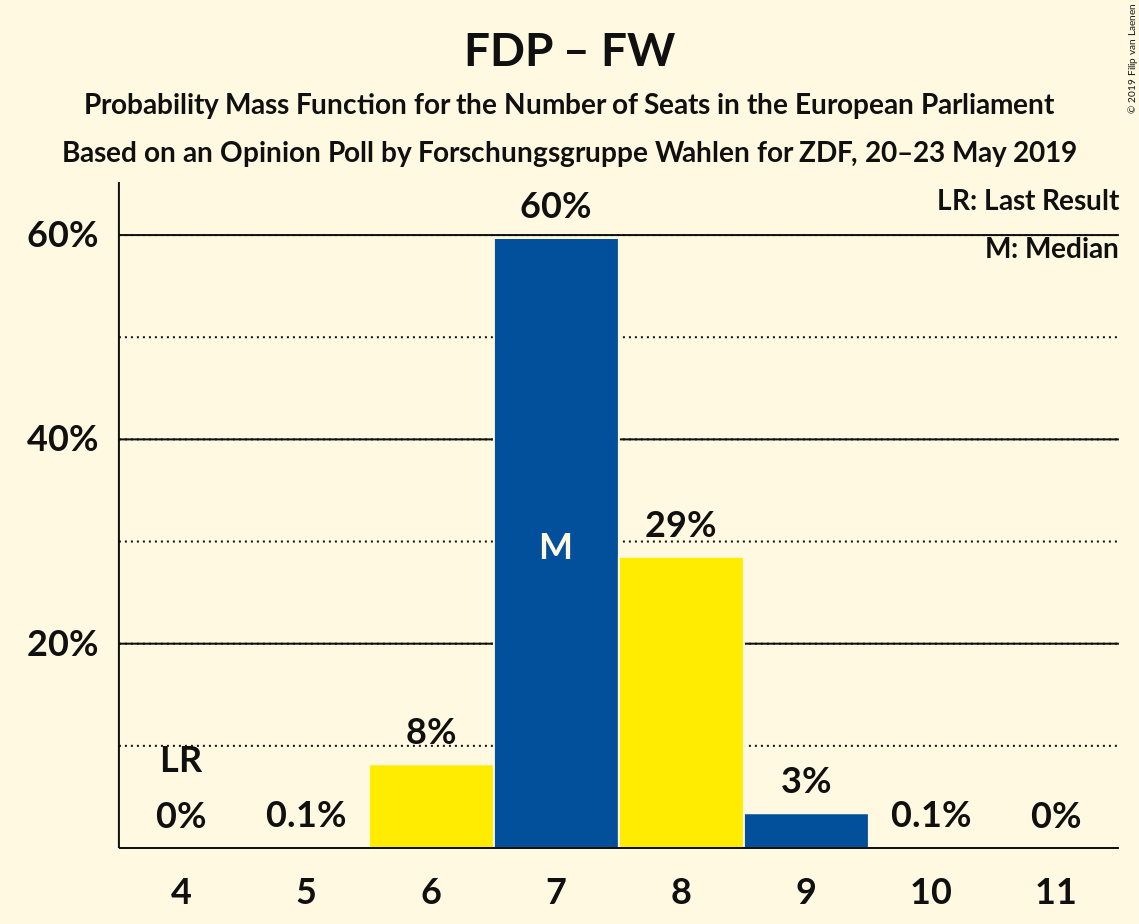 FDP – FW
Probability Mass Function for the Number of Seats in the European Parliament
Based on an Opinion Poll by Forschungsgruppe Wahlen for ZDF, 20–23 May 2019
© 2019 Filip van Laenen
LR: Last Result
M: Median
60%
40%
20%
LR
0%
0.1%
8%
60%
M
29%
3%
0.1%
0%
4 5 6 7 8 9 10 11